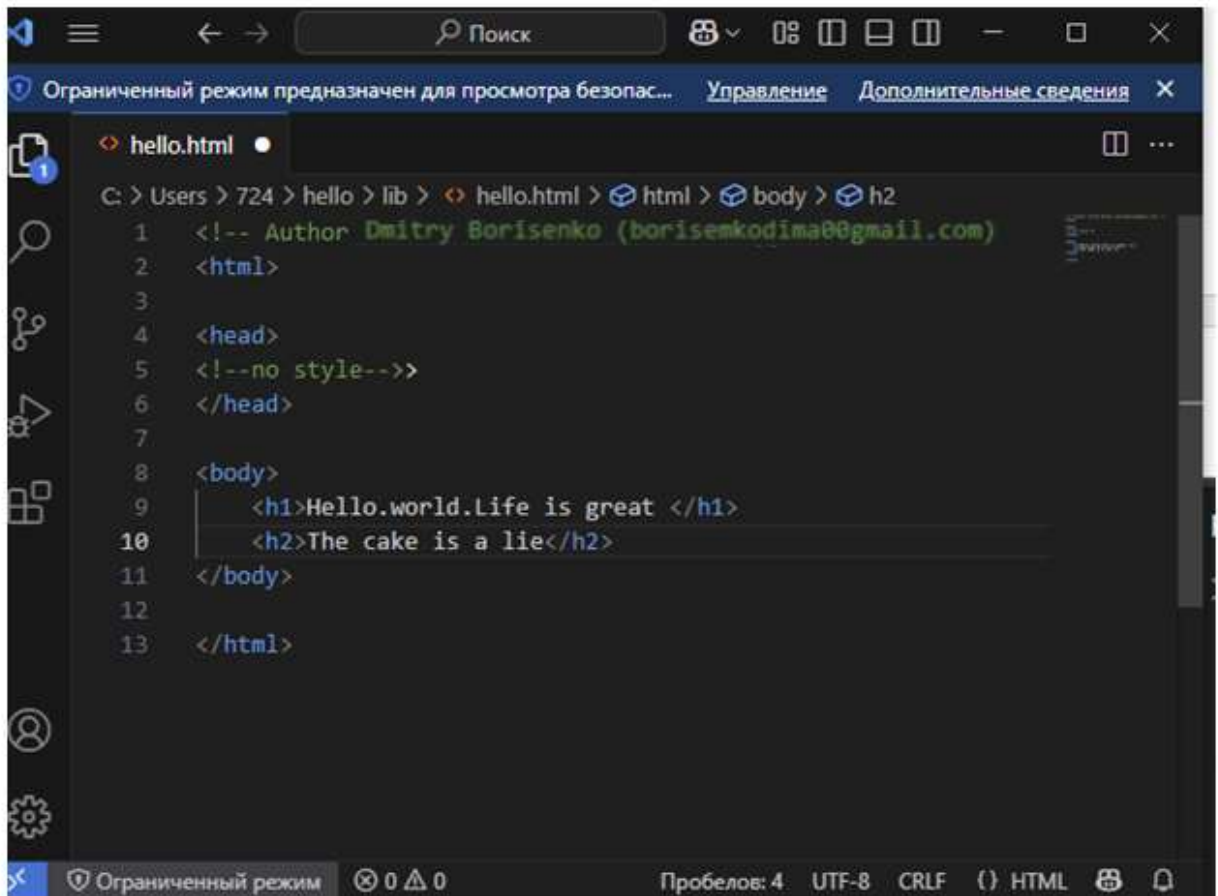 Поиск
Ограниченный режим предназначен для просмотра безопас... Управление Дополнительные сведения
1
hello.html
C: > Users > 724 > hello > lib > hello.html > html > body > h2
1 <!-- Author Dmitry Borisenko (borisemkodima00gmail.com)
2 <html>
3
4 <head>
5 <!--no style-->>
6 </head>
7
8 <body>
9 <h1>Hello.world.Life is great </h1>
10 <h2>The cake is a lie</h2>
11 </body>
12
13 </html>
Ограниченный режим 0 0 Пробелов: 4 UTF-8 CRLF {} HTML